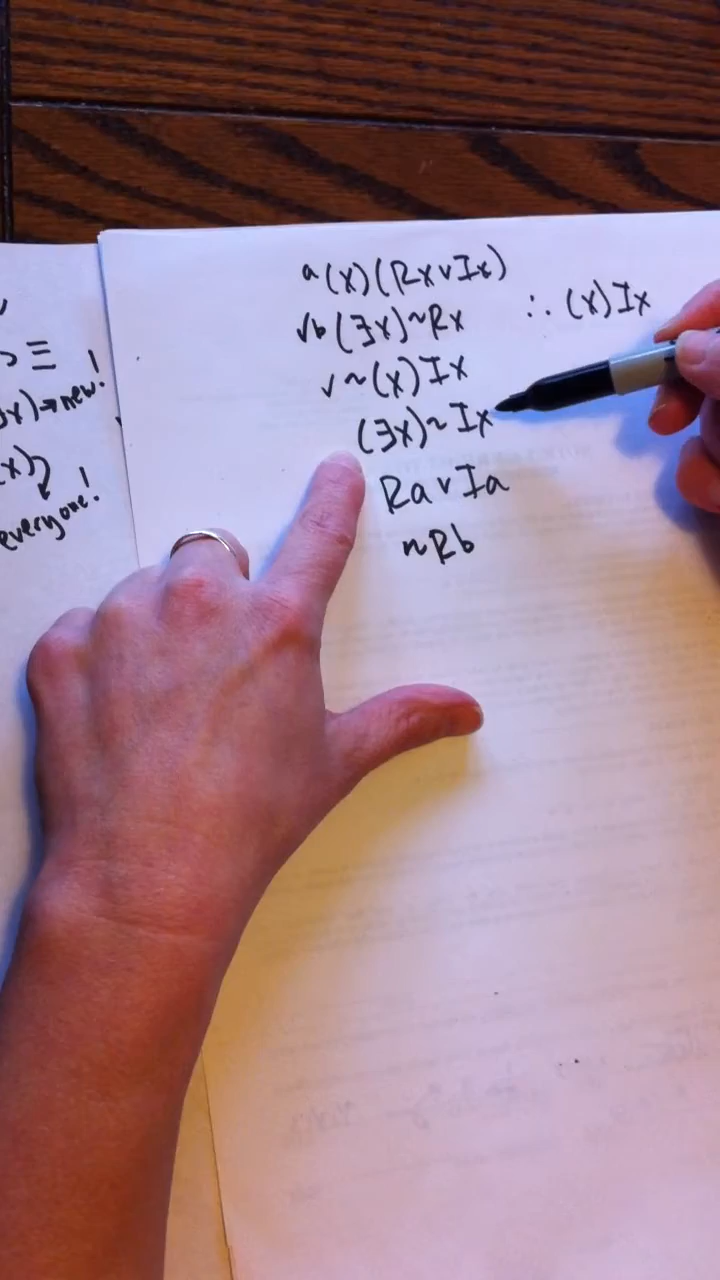 a (x)(Rx v Ix)
√b (∃x)~Rx ∴ (x)Ix
√ ~(x)Ix
(∃x)~Ix
Ra v Ia
~Rb
≡
x)→new!
(x)
everyone!